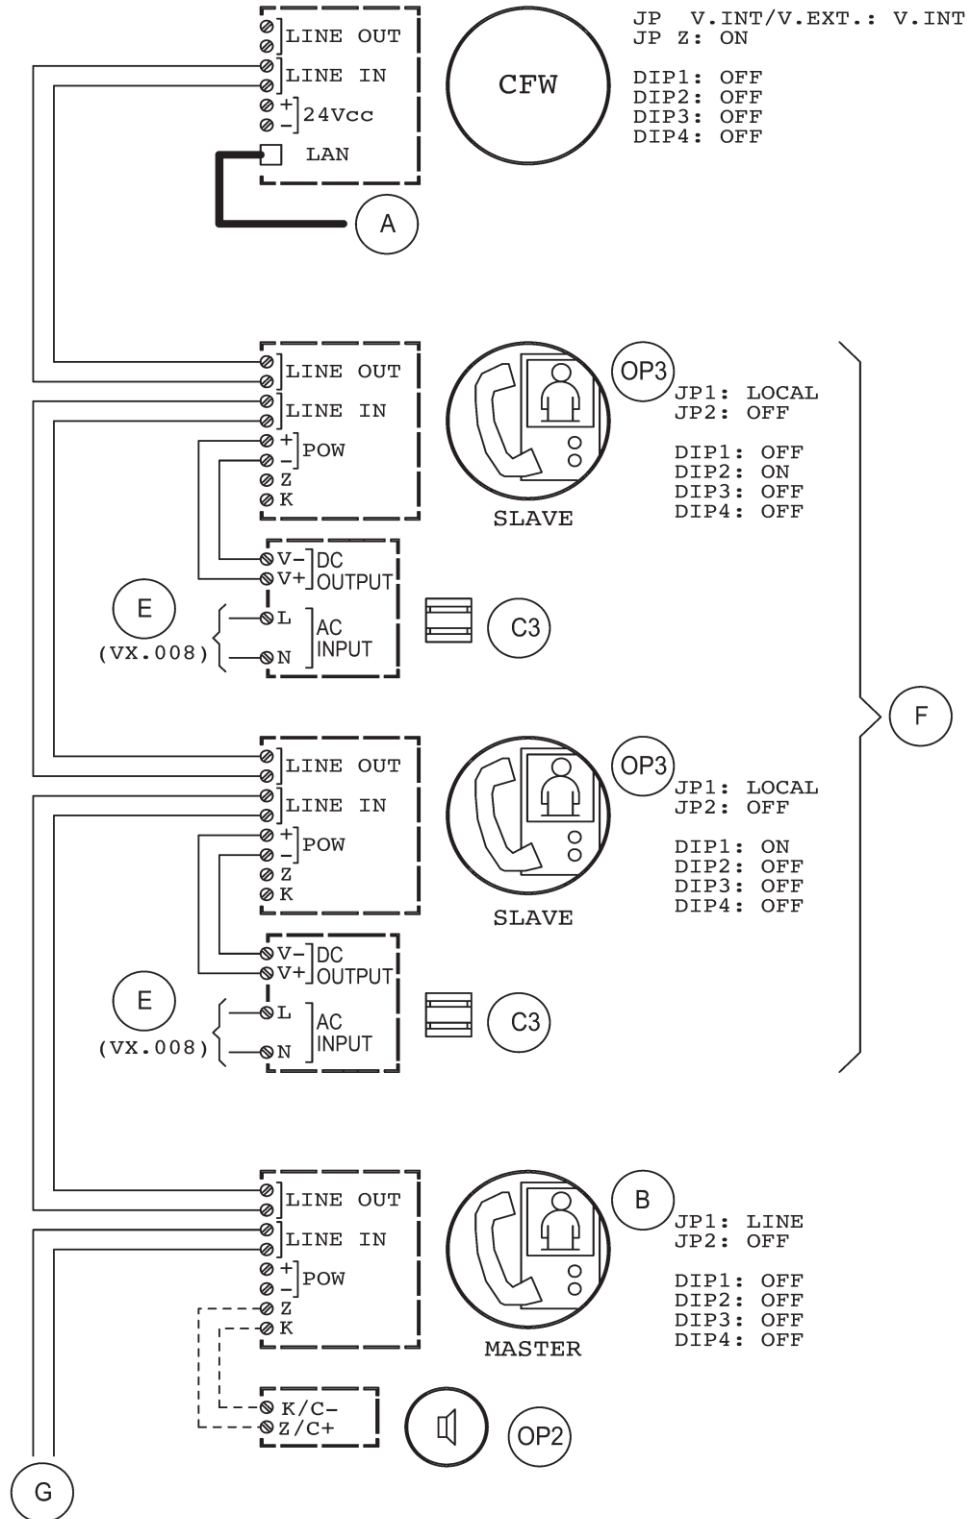 LINE OUT
LINE IN
+
- 24Vcc
LAN
CFW
JP V.INT/V.EXT.: V.INT
JP Z: ON
DIP1: OFF
DIP2: OFF
DIP3: OFF
DIP4: OFF
A
LINE OUT
LINE IN
+
- POW
Z
K
SLAVE
OP3
JP1: LOCAL
JP2: OFF
DIP1: OFF
DIP2: ON
DIP3: OFF
DIP4: OFF
V- DC
V+ OUTPUT
L AC
N INPUT
E
(VX.008)
C3
F
LINE OUT
LINE IN
+
- POW
Z
K
SLAVE
OP3
JP1: LOCAL
JP2: OFF
DIP1: ON
DIP2: OFF
DIP3: OFF
DIP4: OFF
V- DC
V+ OUTPUT
L AC
N INPUT
E
(VX.008)
C3
LINE OUT
LINE IN
+
- POW
Z
K
MASTER
B
JP1: LINE
JP2: OFF
DIP1: OFF
DIP2: OFF
DIP3: OFF
DIP4: OFF
K/C-
Z/C+
OP2
G